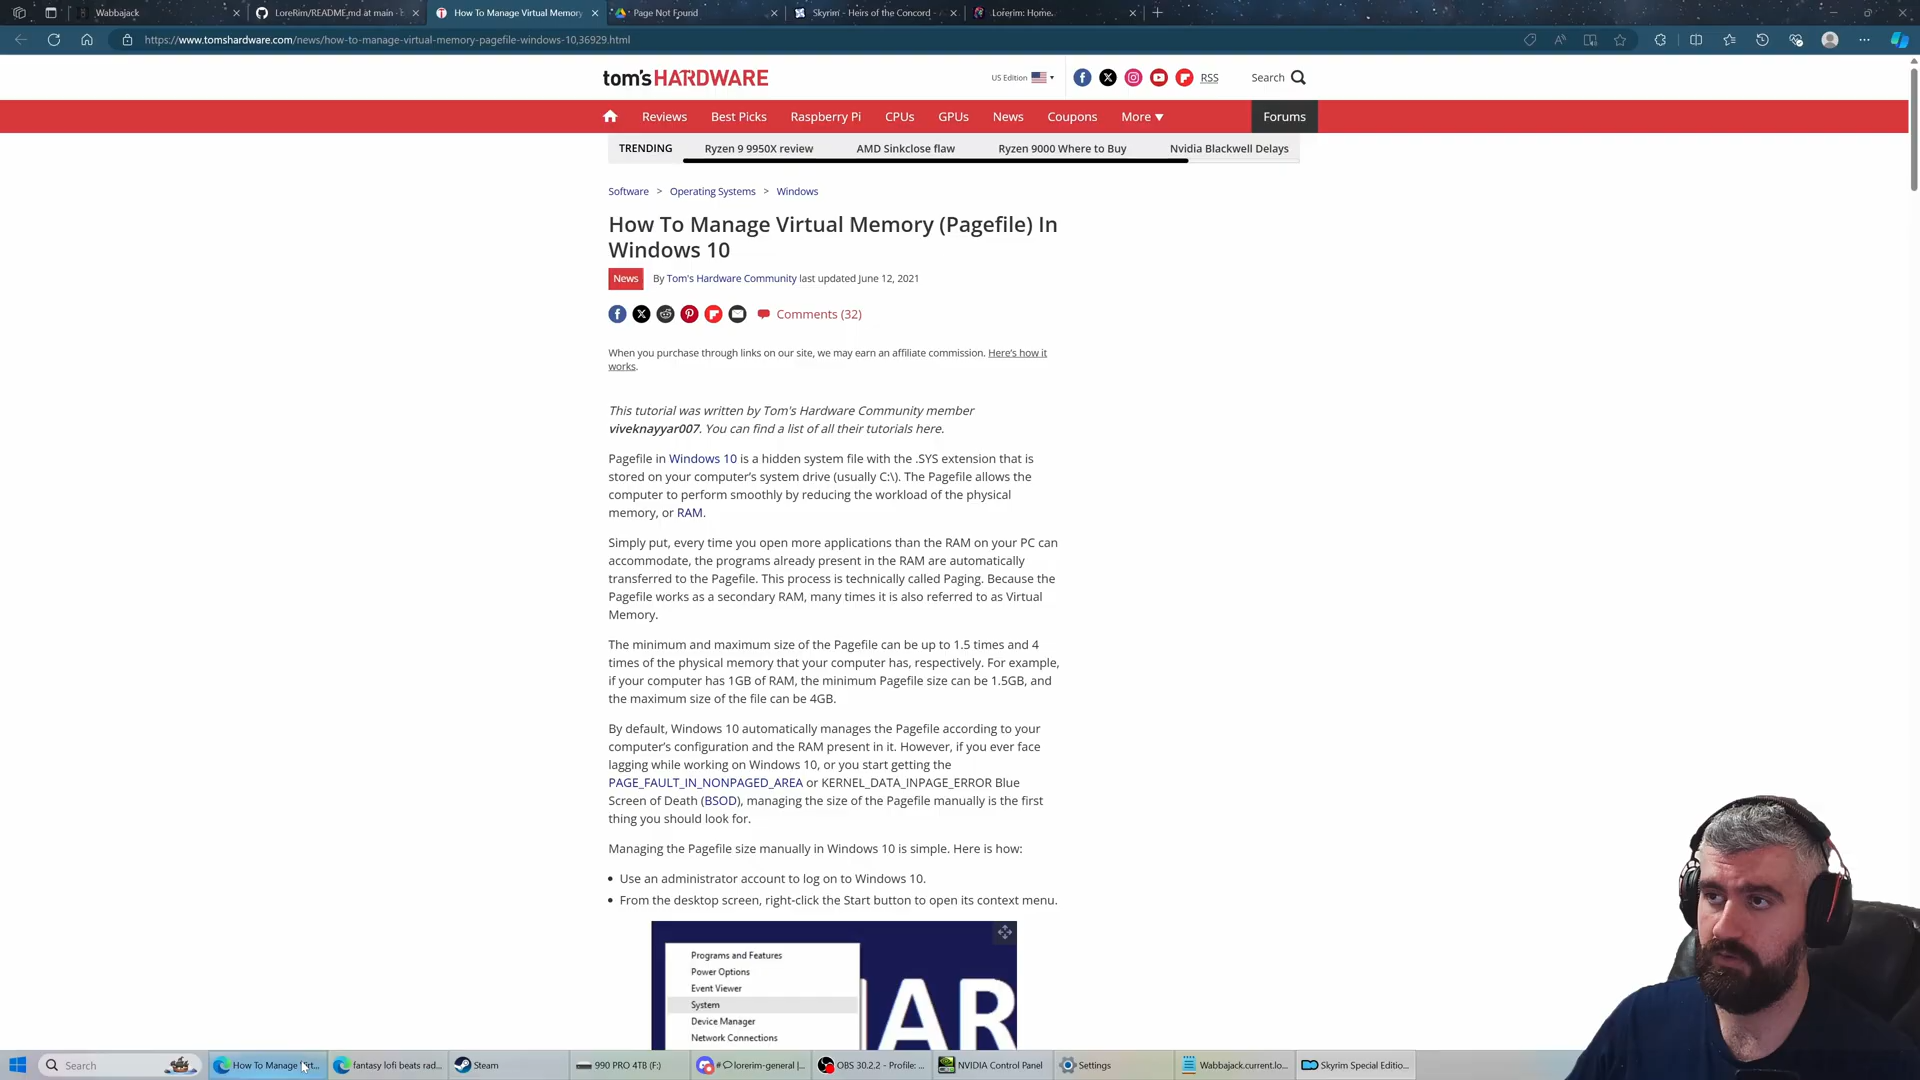 Wabbajack
LoreRim/README.md at main · E
How To Manage Virtual Memory
Page Not Found
Skyrim - Heirs of the Concord -
Lorerim: Home.
https://www.tomshardware.com/news/how-to-manage-virtual-memory-pagefile-windows-10,36929.html
tom'sHARDWARE
US Edition
RSS
Search
Reviews
Best Picks
Raspberry Pi
CPUs
GPUs
News
Coupons
More ▼
Forums
TRENDING
Ryzen 9 9950X review
AMD Sinkclose flaw
Ryzen 9000 Where to Buy
Nvidia Blackwell Delays
Software > Operating Systems > Windows
How To Manage Virtual Memory (Pagefile) In
Windows 10
News
By Tom's Hardware Community last updated June 12, 2021
Comments (32)
When you purchase through links on our site, we may earn an affiliate commission. Here's how it
works.
This tutorial was written by Tom's Hardware Community member
viveknayyar007. You can find a list of all their tutorials here.
Pagefile in Windows 10 is a hidden system file with the .SYS extension that is
stored on your computer's system drive (usually C:\). The Pagefile allows the
computer to perform smoothly by reducing the workload of the physical
memory, or RAM.
Simply put, every time you open more applications than the RAM on your PC can
accommodate, the programs already present in the RAM are automatically
transferred to the Pagefile. This process is technically called Paging. Because the
Pagefile works as a secondary RAM, many times it is also referred to as Virtual
Memory.
The minimum and maximum size of the Pagefile can be up to 1.5 times and 4
times of the physical memory that your computer has, respectively. For example,
if your computer has 1GB of RAM, the minimum Pagefile size can be 1.5GB, and
the maximum size of the file can be 4GB.
By default, Windows 10 automatically manages the Pagefile according to your
computer's configuration and the RAM present in it. However, if you ever face
lagging while working on Windows 10, or you start getting the
PAGE_FAULT_IN_NONPAGED_AREA or KERNEL_DATA_INPAGE_ERROR Blue
Screen of Death (BSOD), managing the size of the Pagefile manually is the first
thing you should look for.
Managing the Pagefile size manually in Windows 10 is simple. Here is how:
• Use an administrator account to log on to Windows 10.
• From the desktop screen, right-click the Start button to open its context menu.
Programs and Features
Power Options
Event Viewer
System
Device Manager
Network Connections
AR
Search
How To Manage Virt...
fantasy lofi beats rad...
Steam
990 PRO 4TB (F:)
# lorerim-general |...
OBS 30.2.2 - Profile: ...
NVIDIA Control Panel
Settings
Wabbajack.current.lo...
Skyrim Special Editio...